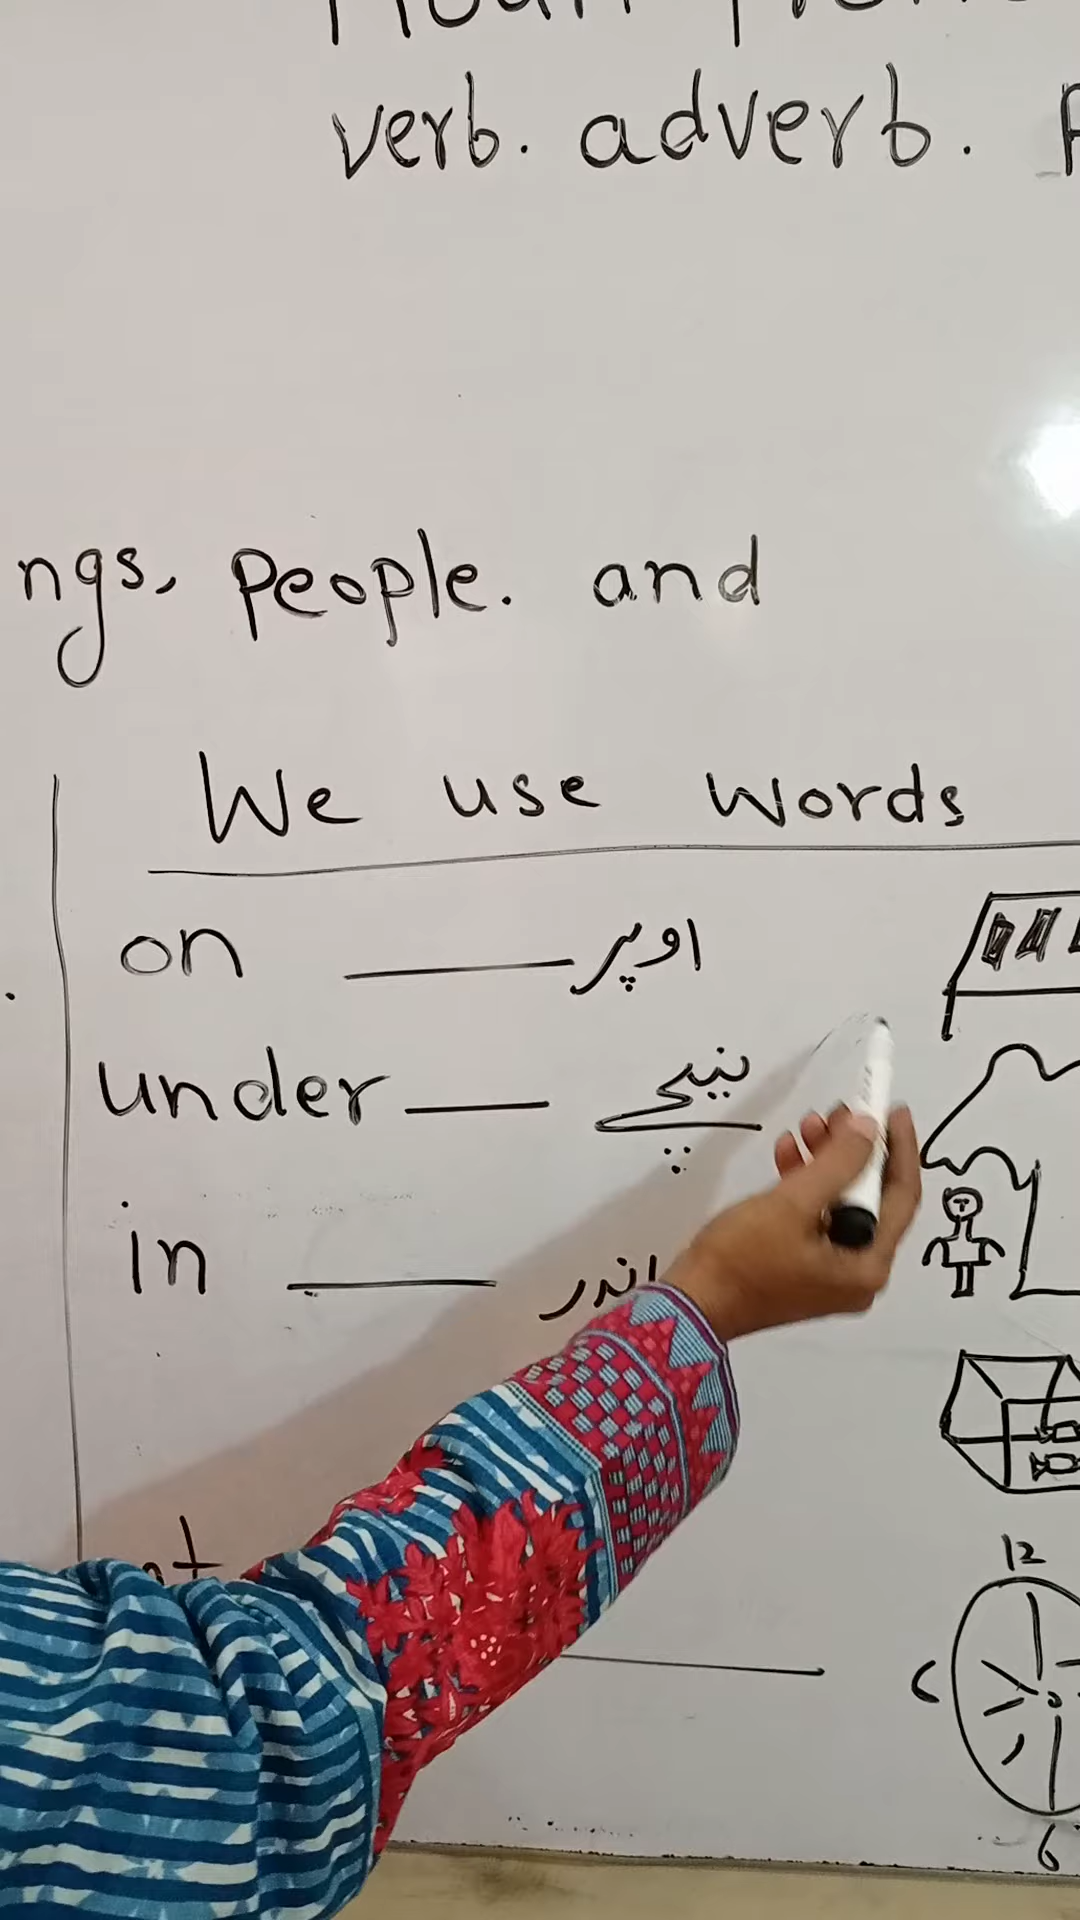 verb. adverb.
ngs, people. and
We use words
on اوپر
under نیچے
in اندر
12
6